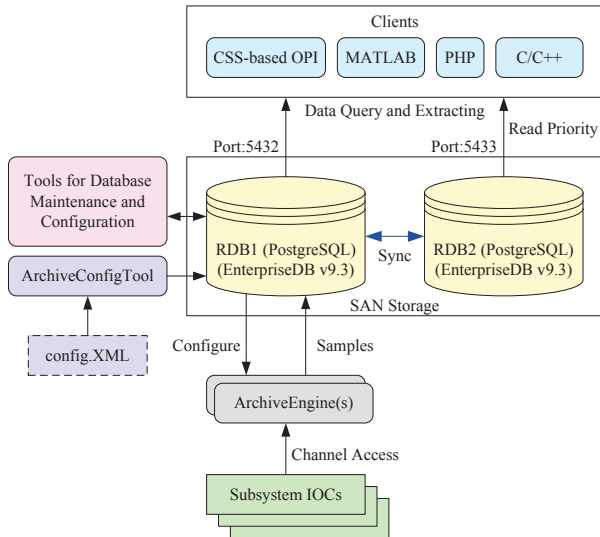 Clients
CSS-based OPI
MATLAB
PHP
C/C++
Data Query and Extracting
Port:5432
Port:5433
Read Priority
Tools for Database
Maintenance and
Configuration
RDB1 (PostgreSQL)
(EnterpriseDB v9.3)
Sync
RDB2 (PostgreSQL)
(EnterpriseDB v9.3)
ArchiveConfigTool
SAN Storage
config.XML
Configure
Samples
ArchiveEngine(s)
Channel Access
Subsystem IOCs